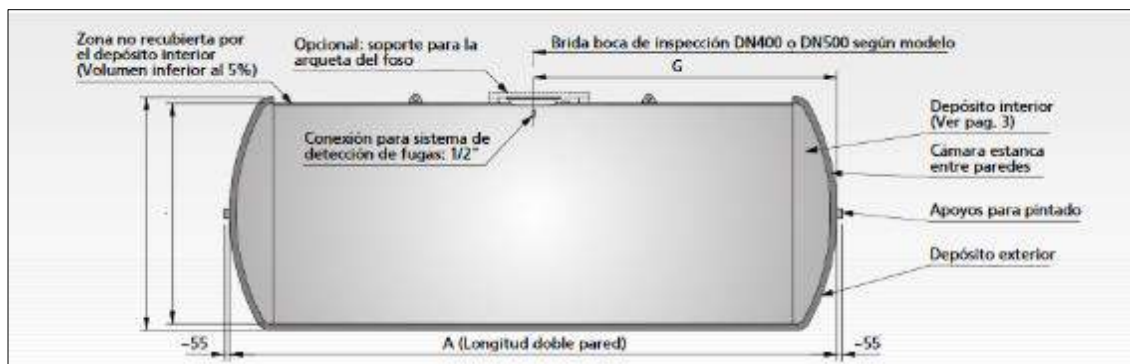 Zona no recubierta por
el depósito interior
(Volumen inferior al 5%)
Opcional: soporte para la
arqueta del foso
Brida boca de inspección DN400 o DN500 según modelo
G
Conexión para sistema de
detección de fugas: 1/2"
Depósito interior
(Ver pag. 3)
Cámara estanca
entre paredes
Apoyos para pintado
Depósito exterior
~55
A (Longitud doble pared)
~55